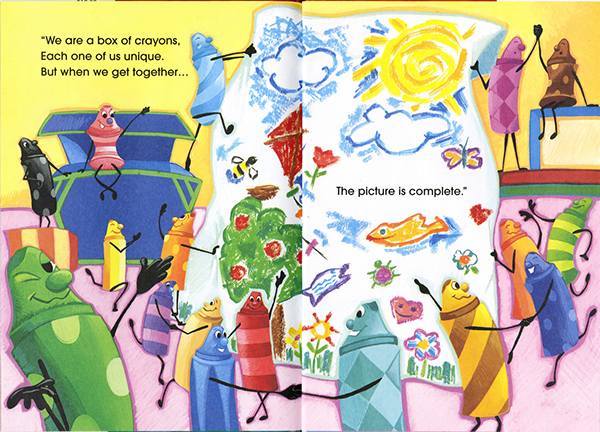 “We are a box of crayons,
Each one of us unique.
But when we get together...
The picture is complete.”